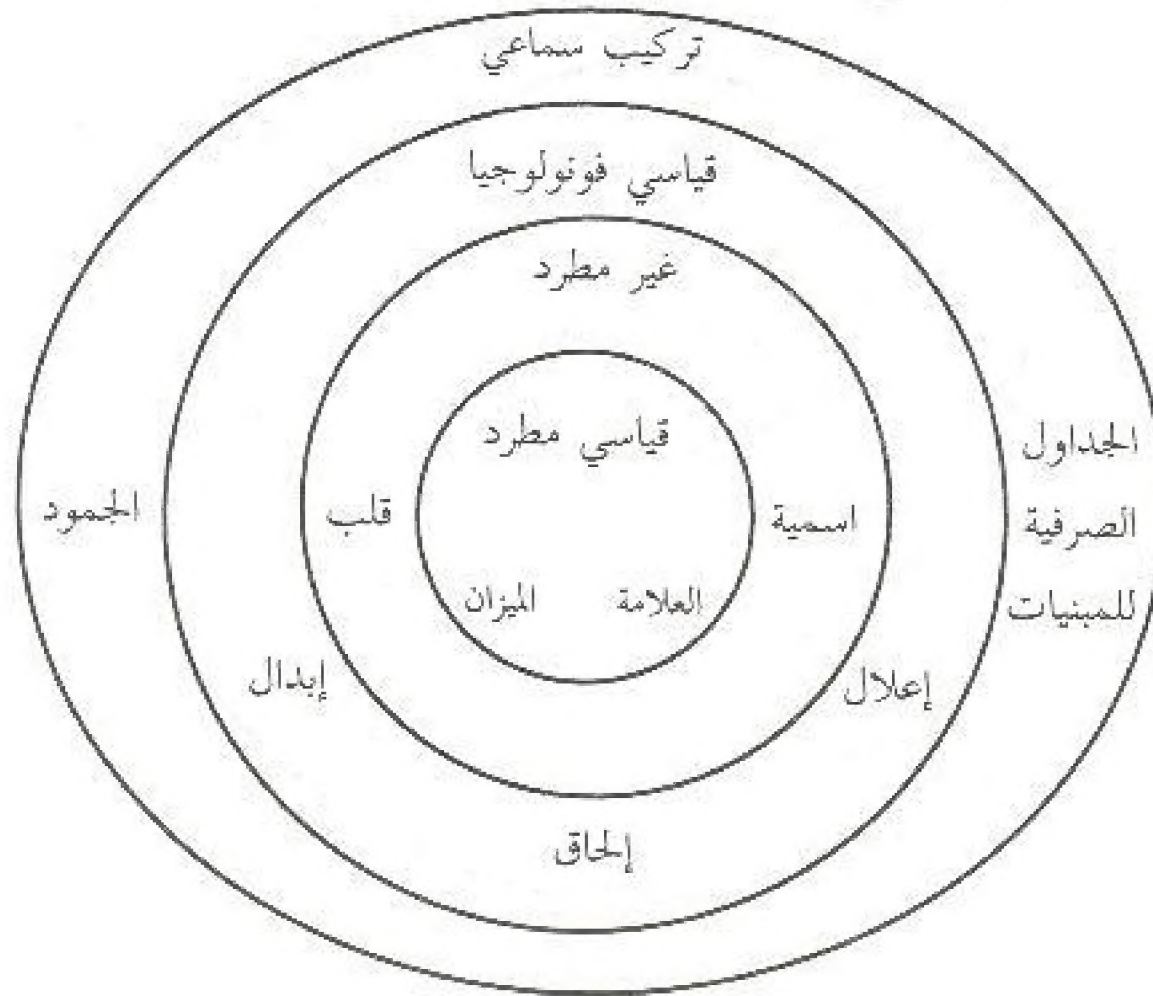 تركيب سماعي
قياسي فونولوجيا
غير مطرد
قياسي مطرد
الجداول
الصرفية
للمبنيات
اسمية
قلب
الجمود
العلامة
الميزان
إعلال
إبدال
إلحاق